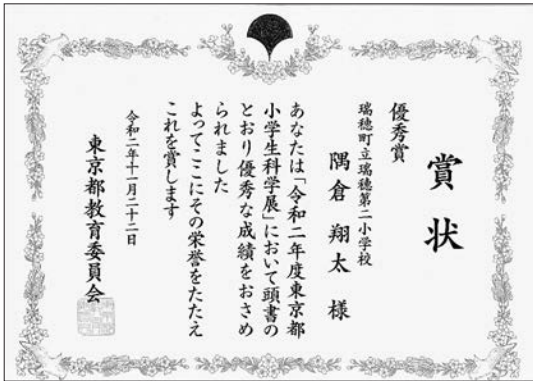 賞状
優秀賞
瑞穂町立瑞穂第二小学校
隅倉 翔太 様
あなたは「令和二年度東京都
小学生科学展」において頭書の
とおり優秀な成績をおさめ
られました
よってここにその栄誉をたたえ
これを賞します
令和二年十一月二十二日
東京都教育委員会